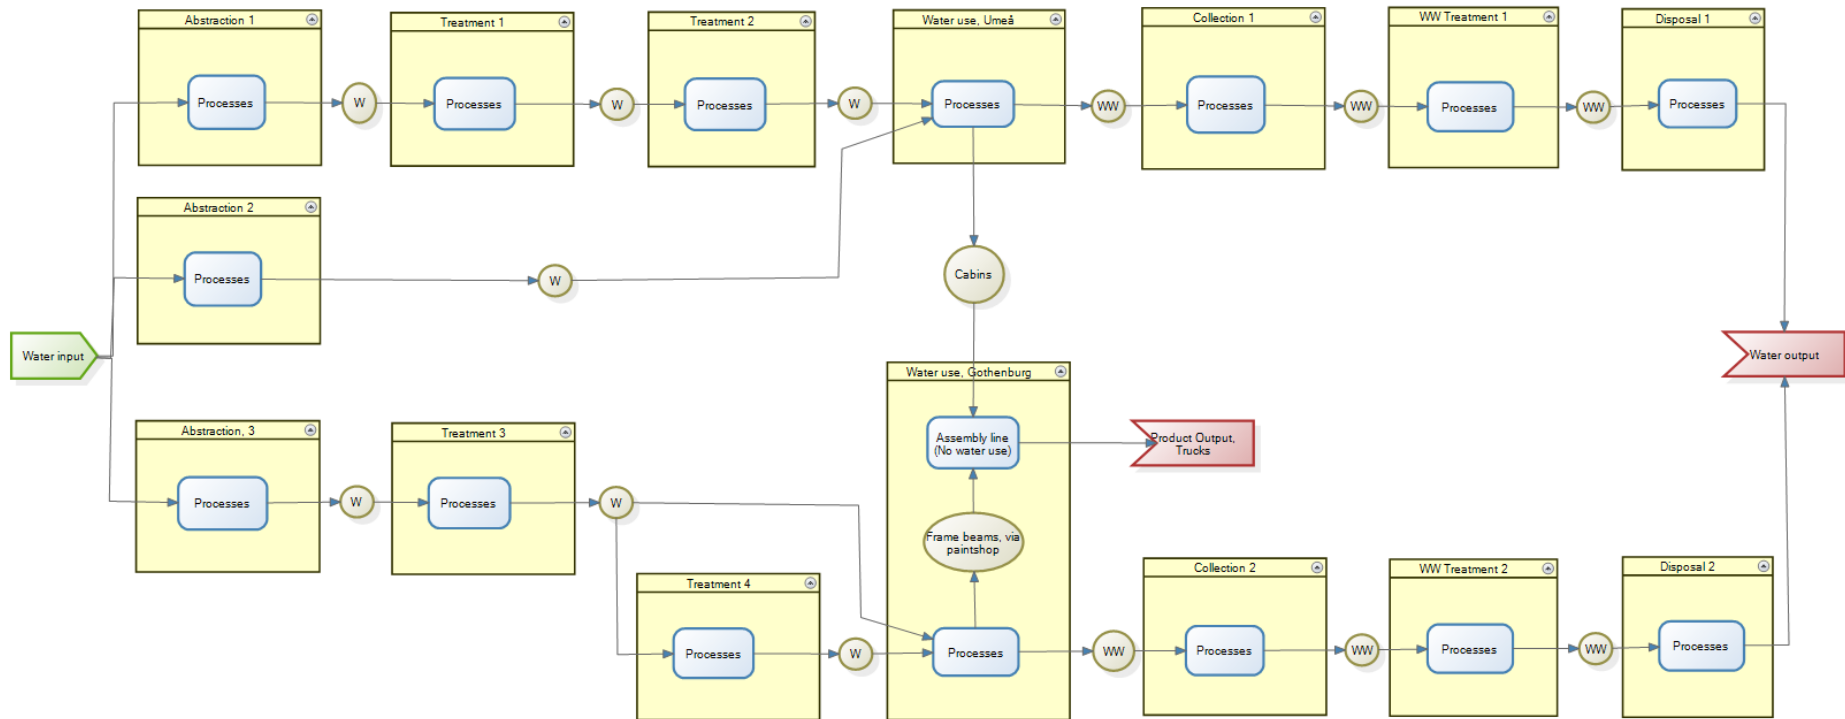 Abstraction 1
Treatment 1
Treatment 2
Water use, Umeå
Collection 1
WW Treatment 1
Disposal 1
Processes
W
Processes
W
Processes
W
Processes
WW
Processes
WW
Processes
WW
Processes
Abstraction 2
Processes
W
Cabins
Water input
Water output
Water use, Gothenburg
Abstraction, 3
Treatment 3
Assembly line
(No water use)
Product Output,
Trucks
Processes
W
Processes
W
Frame beams, via
paintshop
Treatment 4
Collection 2
WW Treatment 2
Disposal 2
Processes
W
Processes
WW
Processes
WW
Processes
WW
Processes